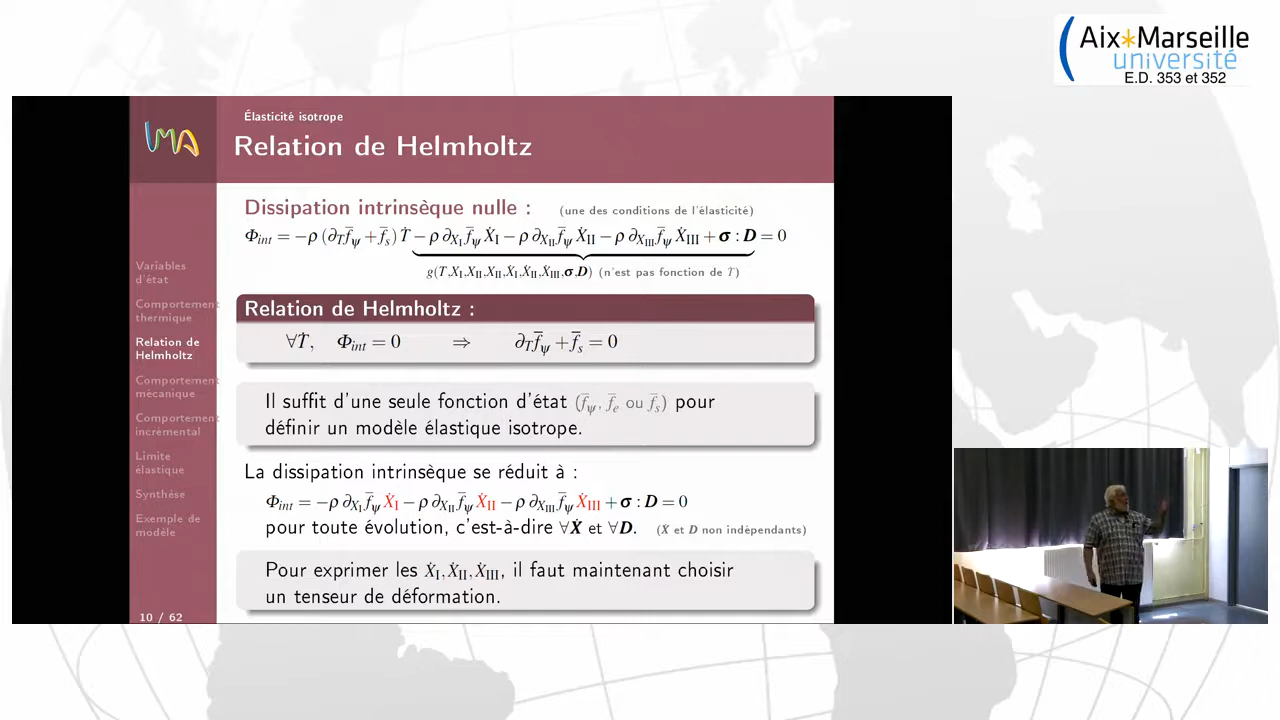 Aix*Marseille
université
E.D. 353 et 352
LMA
Élasticité isotrope
Relation de Helmholtz
Variables
d'état
Comportement
thermique
Relation de
Helmholtz
Comportement
mécanique
Comportement
incrémental
Limite
élastique
Synthèse
Exemple de
modèle
10 / 62
Dissipation intrinsèque nulle : (une des conditions de l'élasticité)
Φ_int = −ρ (∂_T f̄_ψ + f̄_s) Ṫ − ρ ∂_{X_I} f̄_ψ Ẋ_I − ρ ∂_{X_II} f̄_ψ Ẋ_II − ρ ∂_{X_III} f̄_ψ Ẋ_III + σ : D = 0
g(T,X_I,X_II,X_II,Ẋ_I,Ẋ_II,Ẋ_III,σ,D) (n'est pas fonction de Ṫ)
Relation de Helmholtz :
∀Ṫ, Φ_int = 0 ⇒ ∂_T f̄_ψ + f̄_s = 0
Il suffit d'une seule fonction d'état (f̄_ψ, f̄_e ou f̄_s) pour
définir un modèle élastique isotrope.
La dissipation intrinsèque se réduit à :
Φ_int = −ρ ∂_{X_I} f̄_ψ Ẋ_I − ρ ∂_{X_II} f̄_ψ Ẋ_II − ρ ∂_{X_III} f̄_ψ Ẋ_III + σ : D = 0
pour toute évolution, c'est-à-dire ∀Ẋ et ∀D. (Ẋ et D non indépendants)
Pour exprimer les Ẋ_I, Ẋ_II, Ẋ_III, il faut maintenant choisir
un tenseur de déformation.